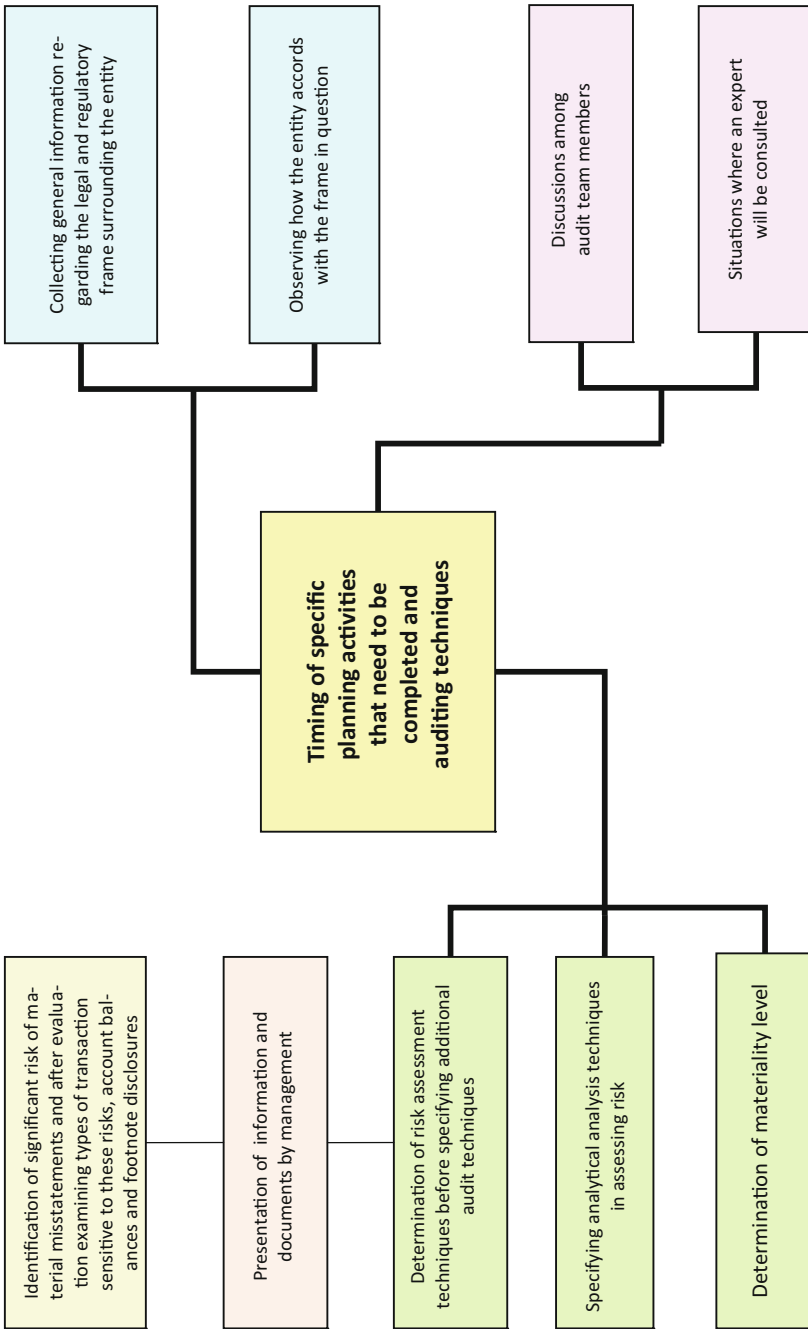 Collecting general information re-
garding the legal and regulatory
frame surrounding the entity
Observing how the entity accords
with the frame in question
Discussions among
audit team members
Situations where an expert
will be consulted
Timing of specific
planning activities
that need to be
completed and
auditing techniques
Identification of significant risk of ma-
terial misstatements and after evalua-
tion examining types of transaction
sensitive to these risks, account bal-
ances and footnote disclosures
Presentation of information and
documents by management
Determination of risk assessment
techniques before specifying additional
audit techniques
Specifying analytical analysis techniques
in assessing risk
Determination of materiality level